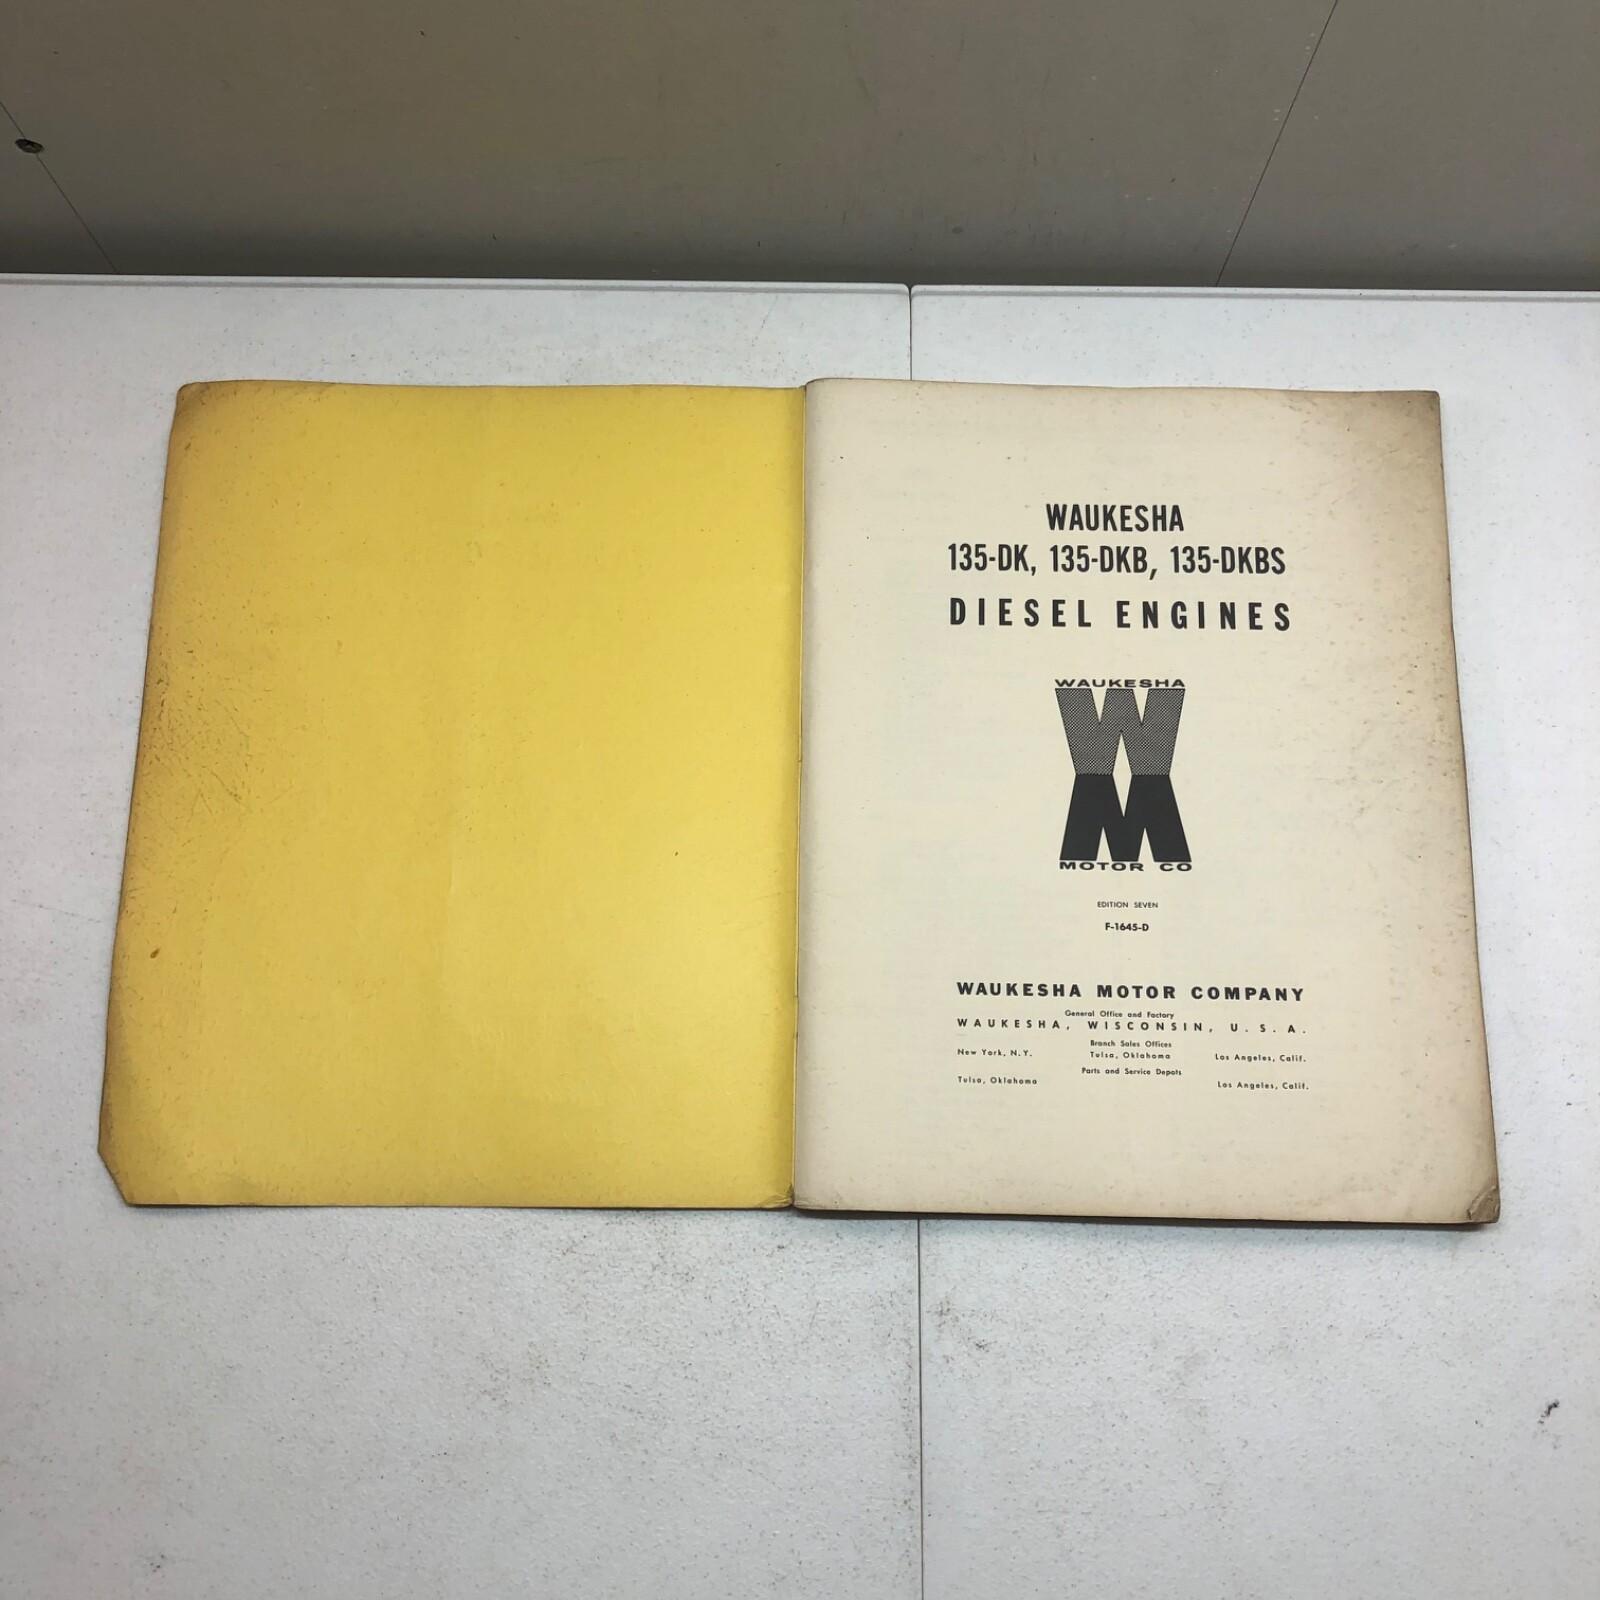 WAUKESHA
135-DK, 135-DKB, 135-DKBS
DIESEL ENGINES
WAUKESHA
WM
MOTOR CO
EDITION SEVEN
F-1645-D
WAUKESHA MOTOR COMPANY
General Office and Factory
WAUKESHA, WISCONSIN, U. S. A.
Branch Sales Offices
New York, N.Y. Tulsa, Oklahoma Los Angeles, Calif.
Parts and Service Depots
Tulsa, Oklahoma Los Angeles, Calif.